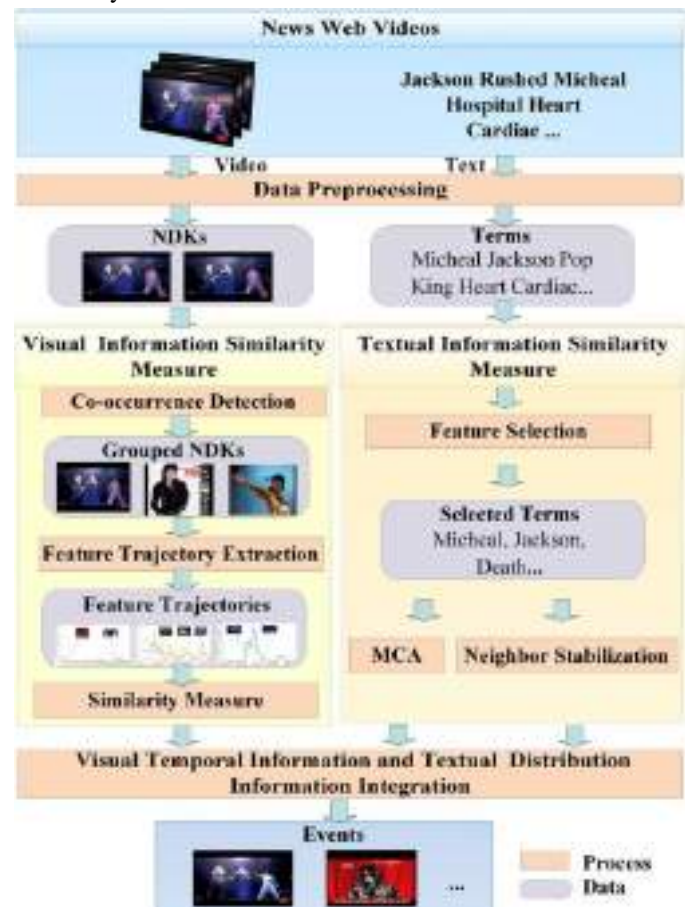 News Web Videos
Jackson Rushed Micheal
Hospital Heart
Cardiac ...
Video
Text
Data Preprocessing
NDKs
Terms
Micheal Jackson Pop
King Heart Cardiac...
Visual Information Similarity
Measure
Textual Information Similarity
Measure
Co-occurrence Detection
Feature Selection
Grouped NDKs
Selected Terms
Micheal, Jackson,
Death...
Feature Trajectory Extraction
Feature Trajectories
MCA
Neighbor Stabilization
Similarity Measure
Visual Temporal Information and Textual Distribution
Information Integration
Events
...
Process
Data